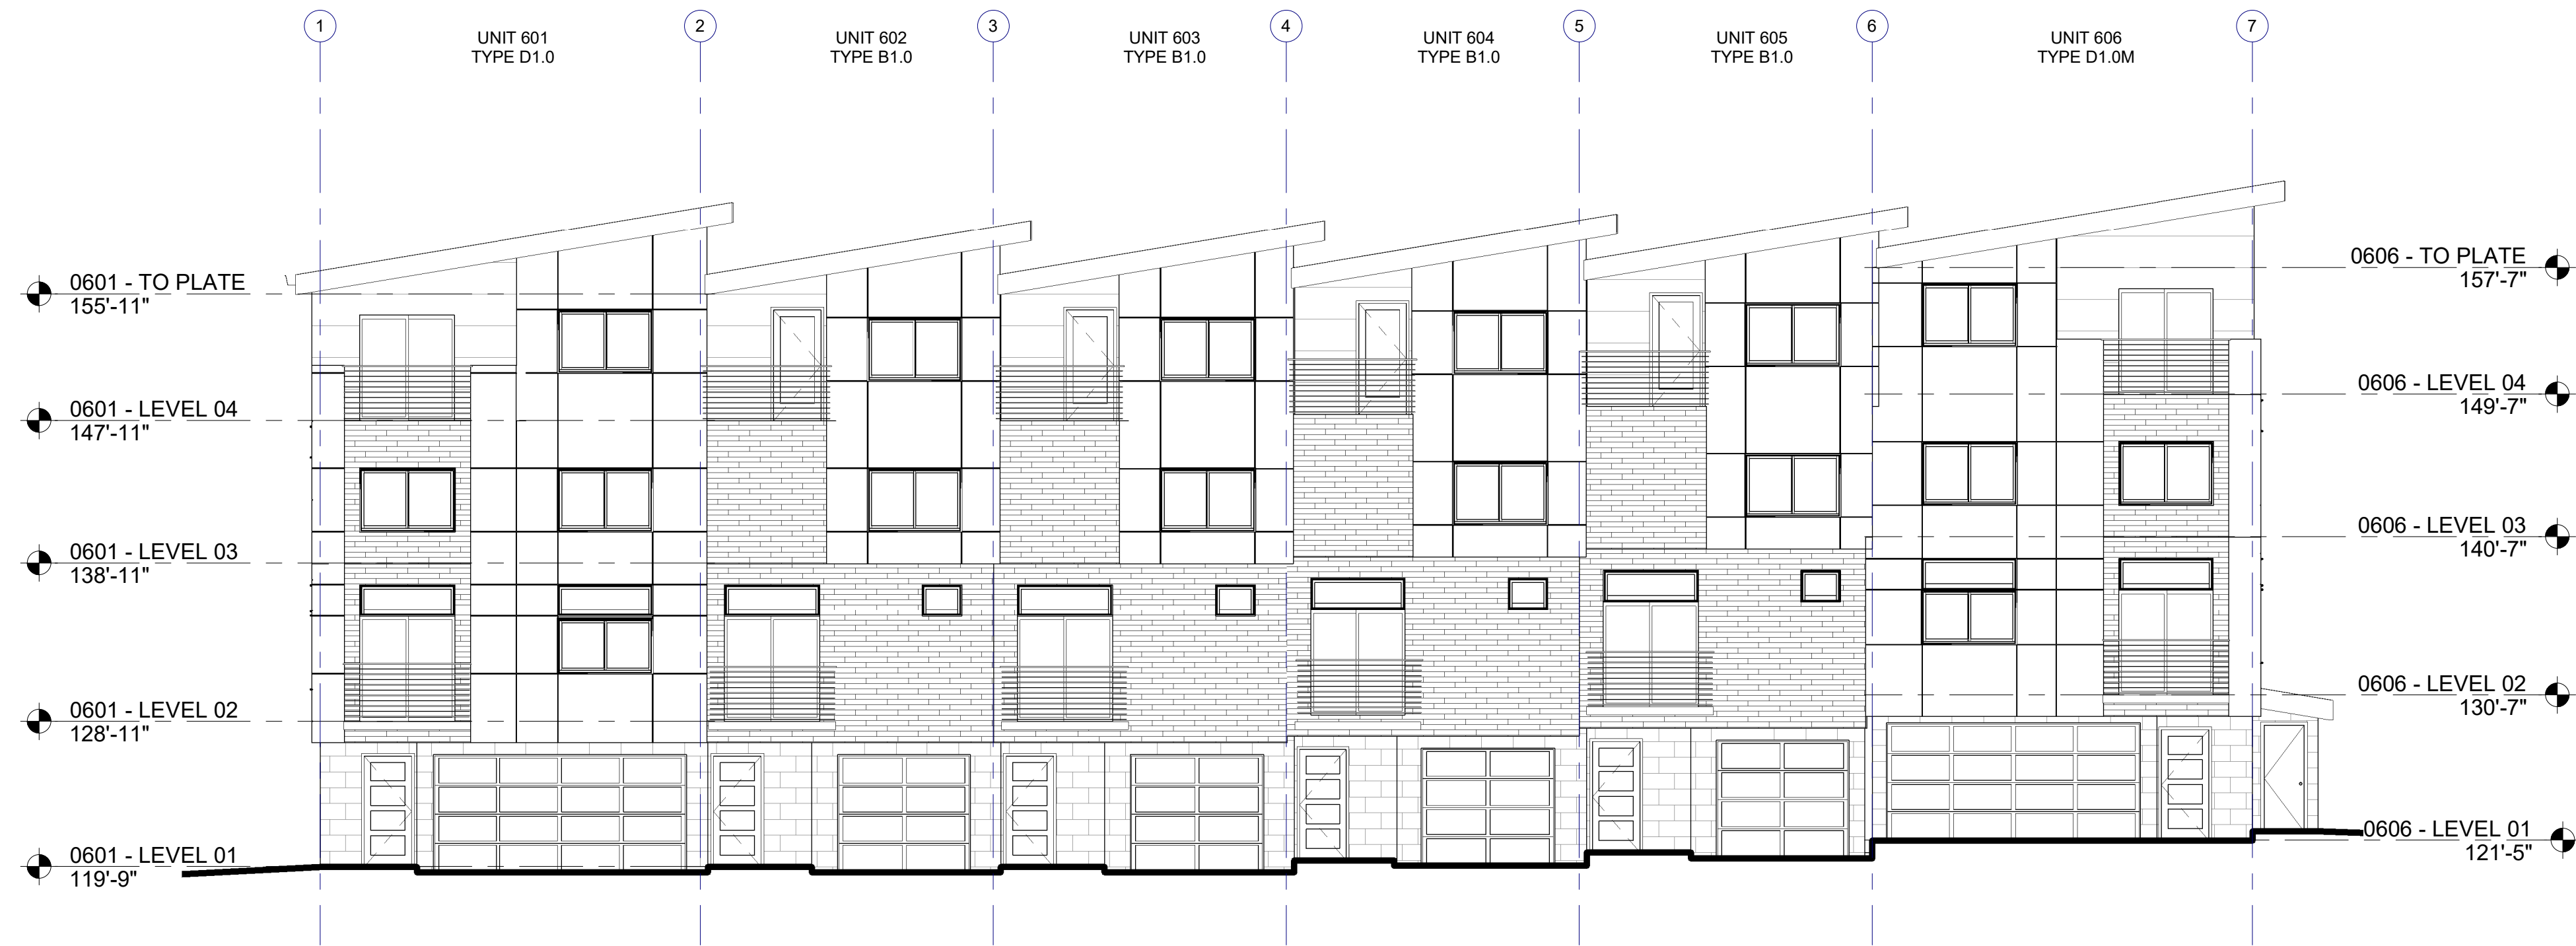 1
2
3
4
5
6
7
UNIT 601
TYPE D1.0
UNIT 602
TYPE B1.0
UNIT 603
TYPE B1.0
UNIT 604
TYPE B1.0
UNIT 605
TYPE B1.0
UNIT 606
TYPE D1.0M
0601 - TO PLATE
155'-11"
0601 - LEVEL 04
147'-11"
0601 - LEVEL 03
138'-11"
0601 - LEVEL 02
128'-11"
0601 - LEVEL 01
119'-9"
0606 - TO PLATE
157'-7"
0606 - LEVEL 04
149'-7"
0606 - LEVEL 03
140'-7"
0606 - LEVEL 02
130'-7"
0606 - LEVEL 01
121'-5"